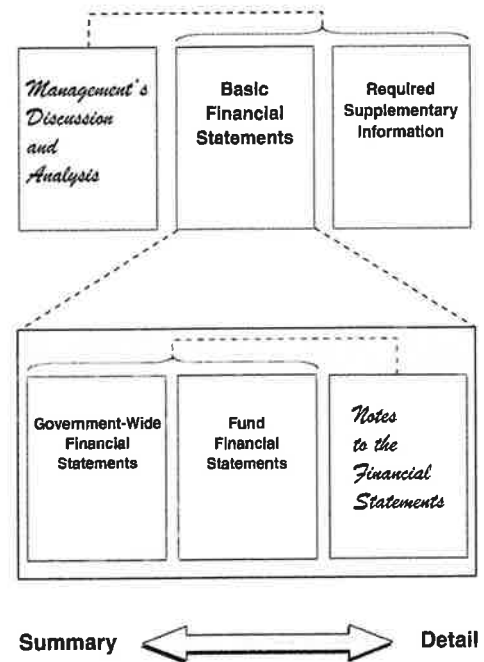 Management's
Discussion
and
Analysis
Basic
Financial
Statements
Required
Supplementary
Information
Government-Wide
Financial
Statements
Fund
Financial
Statements
Notes
to the
Financial
Statements
Summary
Detail